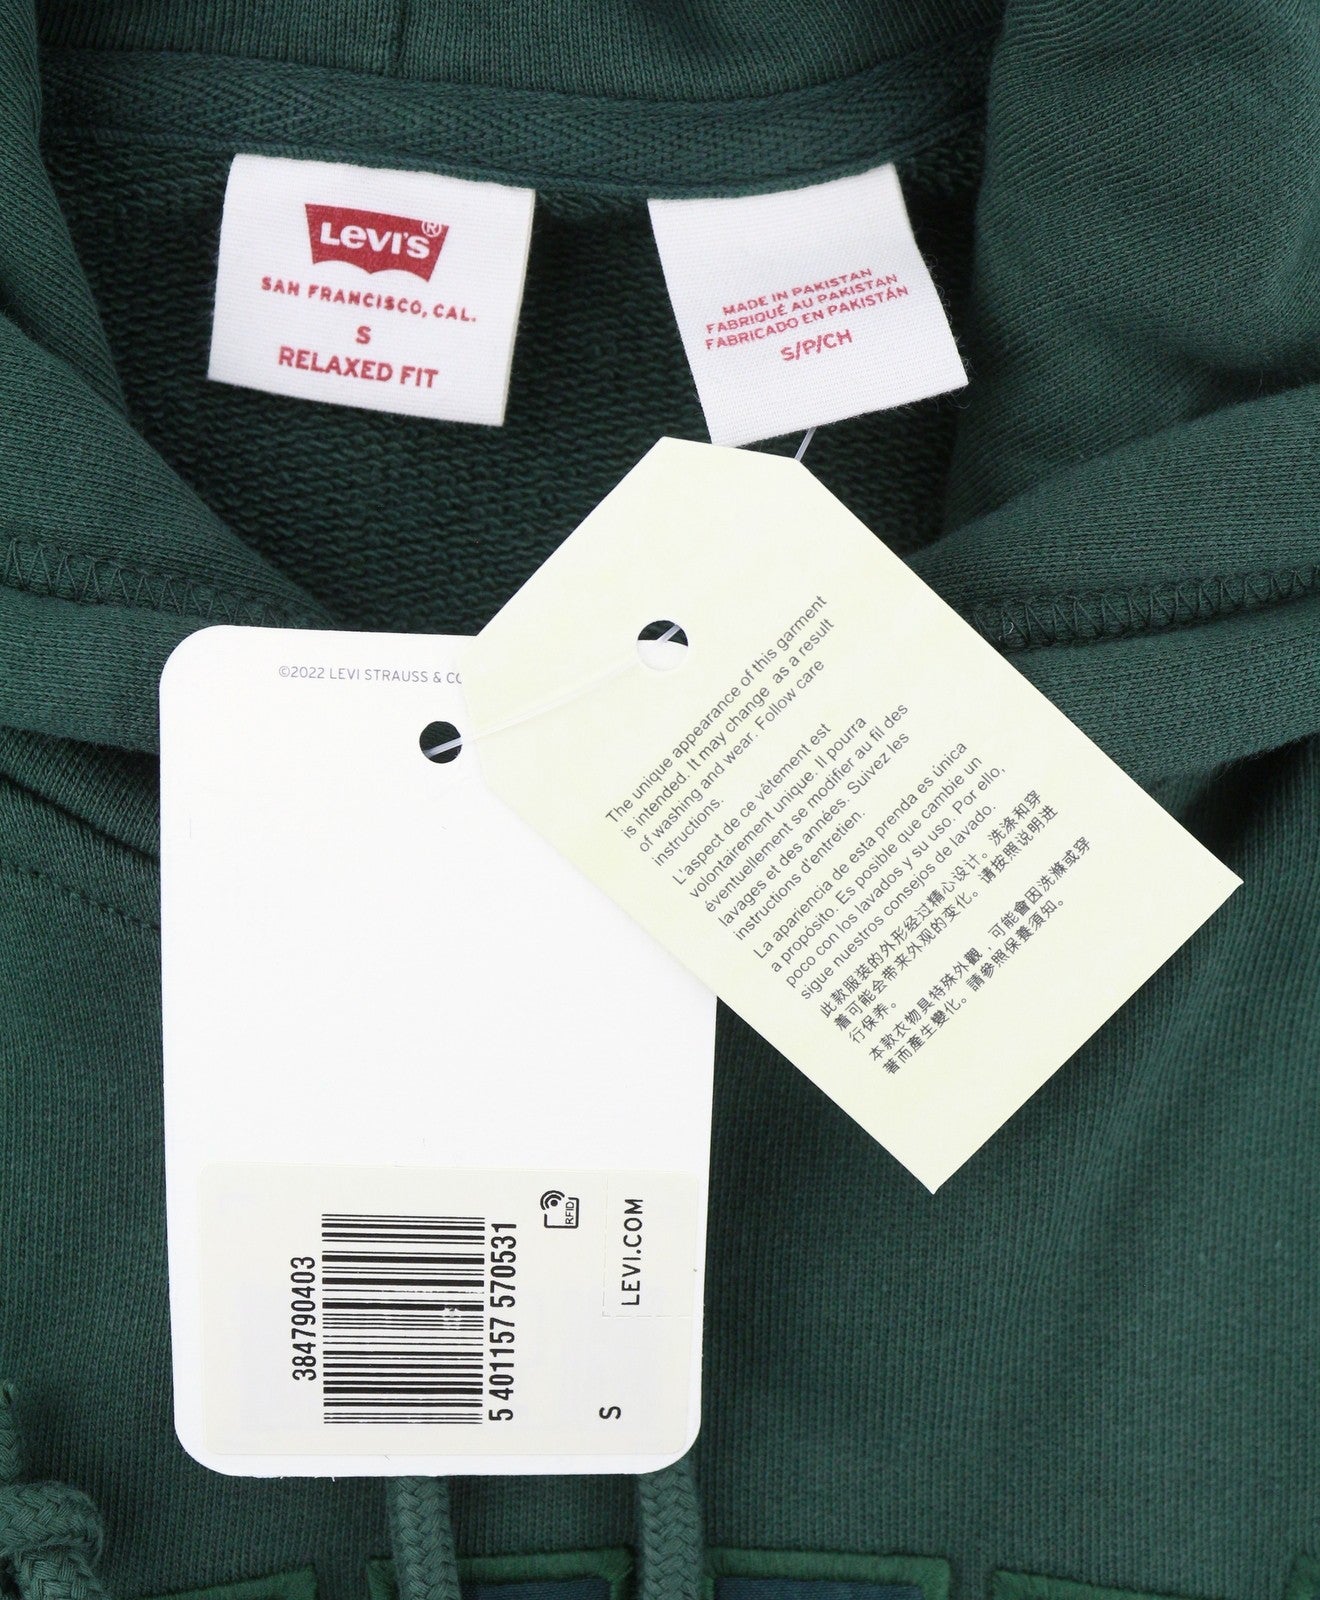 LEVI'S®
SAN FRANCISCO, CAL.
S
RELAXED FIT
MADE IN PAKISTAN
FABRIQUÉ AU PAKISTAN
FABRICADO EN PAKISTÁN
S/P/CH
©2022 LEVI STRAUSS & CO
The unique appearance of this garment
is intended. It may change as a result
of washing and wear. Follow care
instructions.
L'aspect de ce vêtement est
volontairement unique. Il pourra
éventuellement se modifier au fil des
lavages et des années. Suivez les
instructions d'entretien.
La apariencia de esta prenda es única
a propósito. Es posible que cambie un
poco con los lavados y su uso. Por ello,
sigue nuestros consejos de lavado.
此款服装的外形经过精心设计。洗涤和穿
着可能会带来外观的变化。请按照说明进
行保养。
本款衣物具特殊外觀，可能會因洗滌或穿
著而產生變化。請參照保養須知。
384790403
5 401157 570531
RFID
LEVI.COM
S